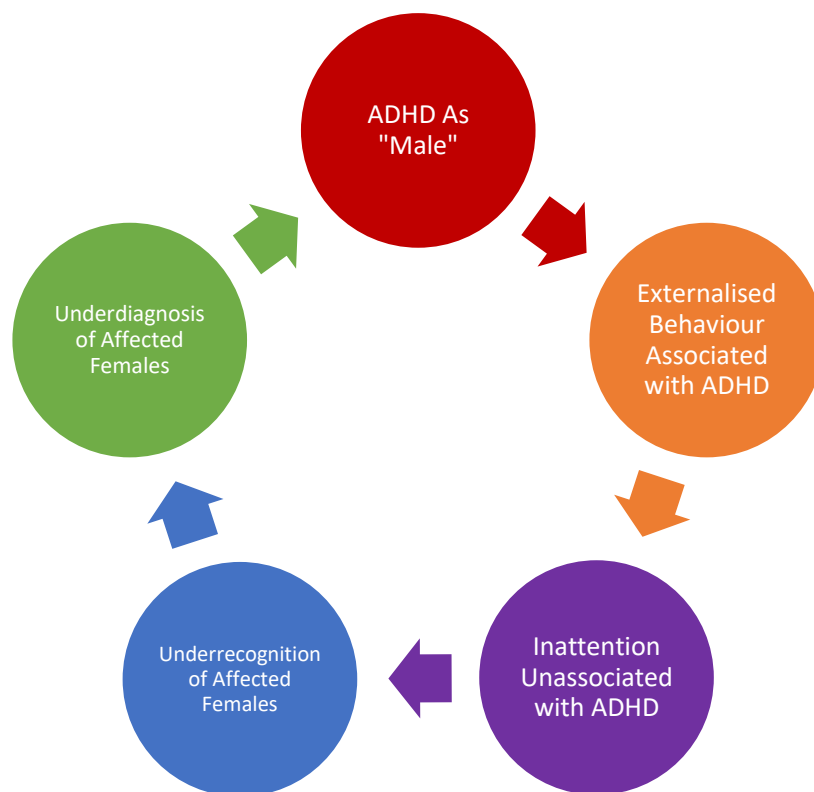 ADHD As
"Male"
Externalised
Behaviour
Associated
with ADHD
Inattention
Unassociated
with ADHD
Underrecognition
of Affected
Females
Underdiagnosis
of Affected
Females